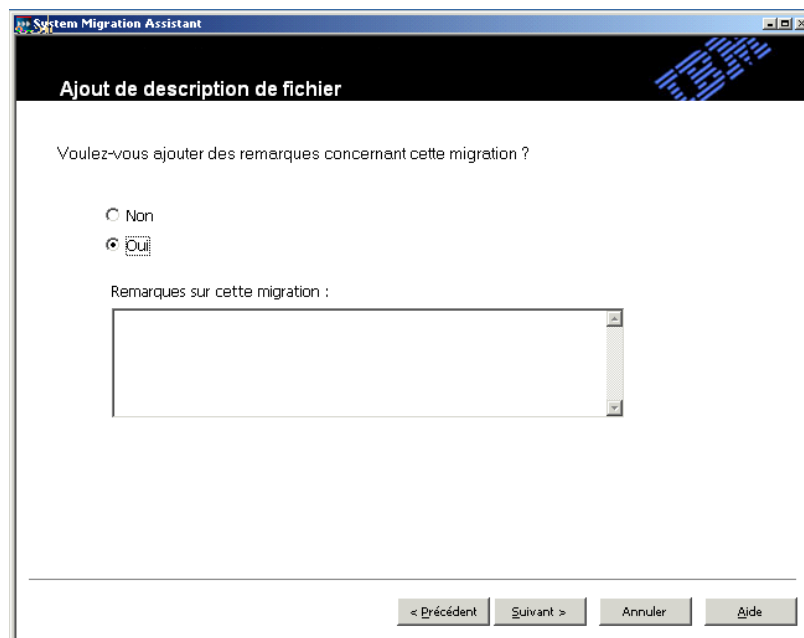 System Migration Assistant
IBM
Ajout de description de fichier
Voulez-vous ajouter des remarques concernant cette migration ?
Non
Oui
Remarques sur cette migration :
< Précédent
Suivant >
Annuler
Aide